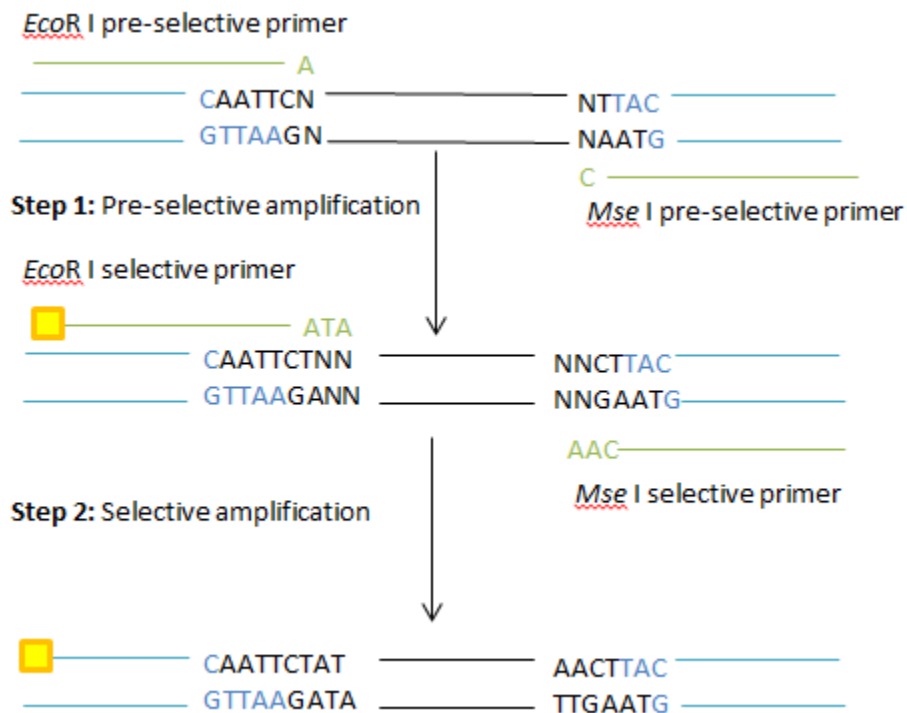 EcoR I pre-selective primer
A
CAATTCN NTTAC
GTTAAGN NAATG
C
Step 1: Pre-selective amplification
Mse I pre-selective primer
EcoR I selective primer
ATA
CAATTCTNN NNCTTAC
GTTAAGANN NNGAATG
AAC
Mse I selective primer
Step 2: Selective amplification
CAATTCTAT AACTTAC
GTTAAGATA TTGAATG